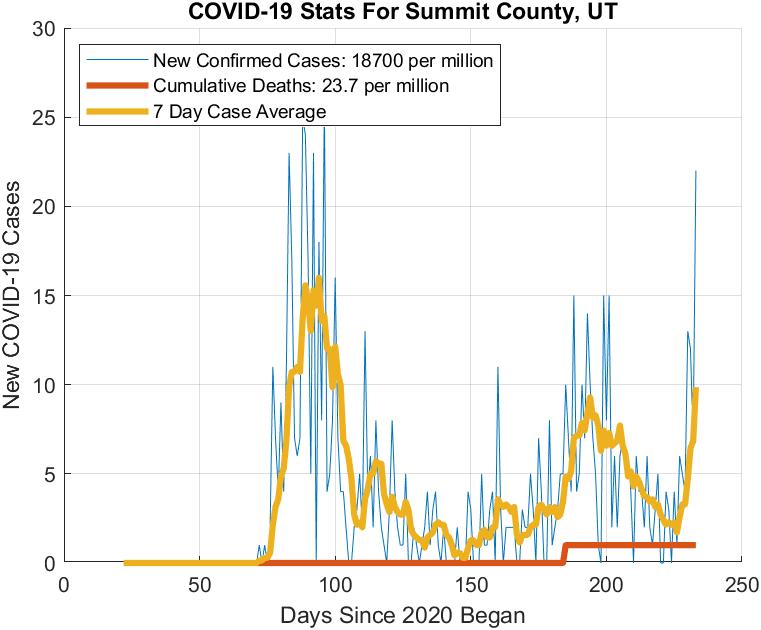 COVID-19 Stats For Summit County, UT
30
25
20
15
10
5
0
New COVID-19 Cases
New Confirmed Cases: 18700 per million
Cumulative Deaths: 23.7 per million
7 Day Case Average
0 50 100 150 200 250
Days Since 2020 Began